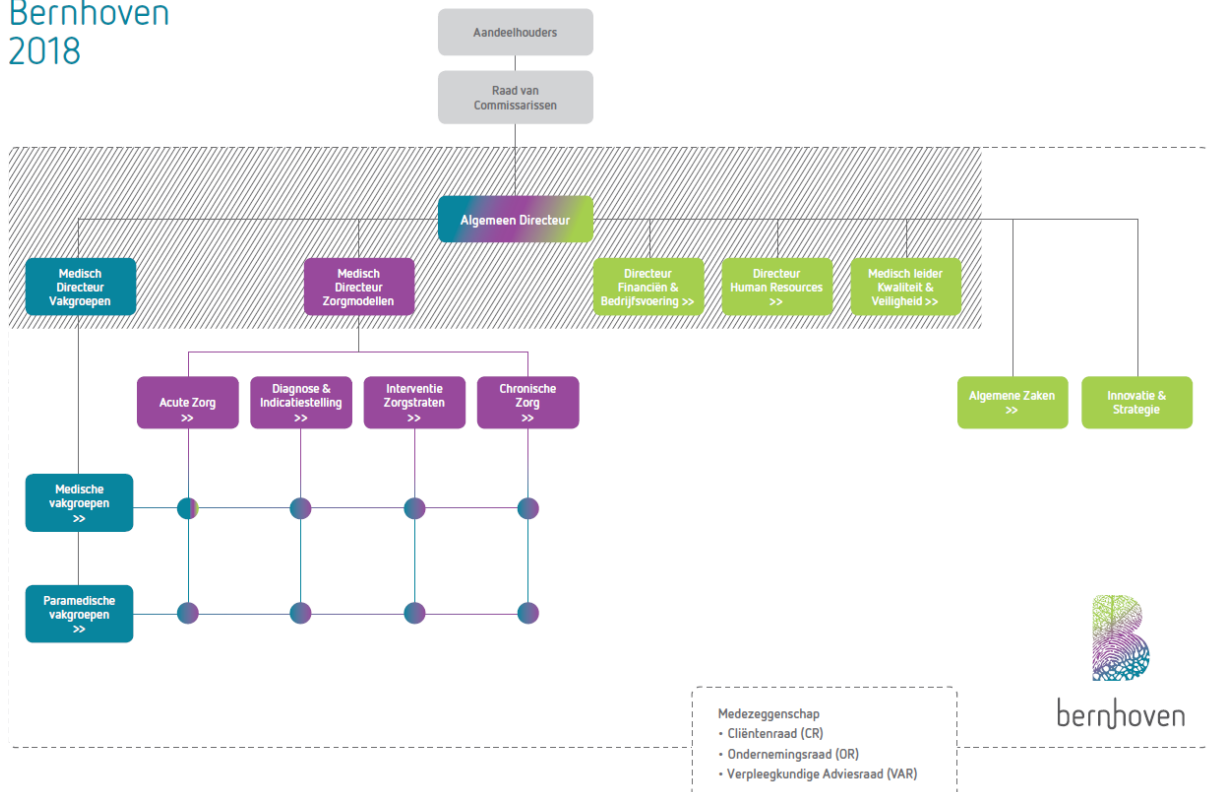 Bernhoven
2018
Aandeelhouders
Raad van
Commissarissen
Algemeen Directeur
Medisch
Directeur
Vakgroepen
Medisch
Directeur
Zorgmodellen
Directeur
Financiën &
Bedrijfsvoering >>
Directeur
Human Resources
>>
Medisch leider
Kwaliteit &
Veiligheid >>
Acute Zorg
>>
Diagnose &
Indicatiestelling
>>
Interventie
Zorgstraten
>>
Chronische
Zorg
>>
Algemene Zaken
>>
Innovatie &
Strategie
Medische
vakgroepen
>>
Paramedische
vakgroepen
>>
bernhoven
Medezeggenschap
• Cliëntenraad (CR)
• Ondernemingsraad (OR)
• Verpleegkundige Adviesraad (VAR)